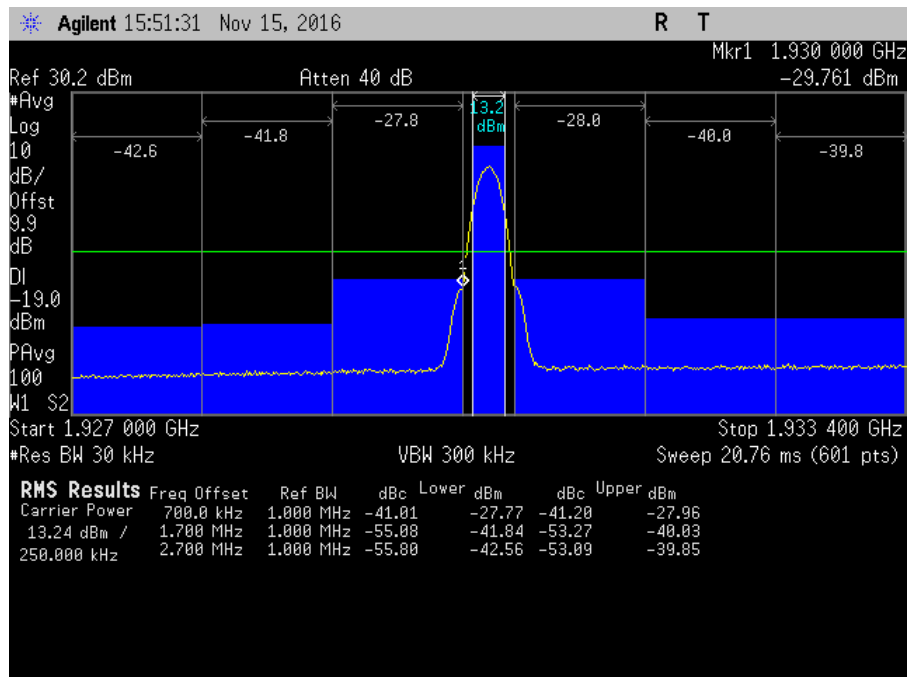 Agilent 15:51:31 Nov 15, 2016 R T
Mkr1 1.930 000 GHz
Ref 30.2 dBm Atten 40 dB -29.761 dBm
#Avg
Log
10
dB/
Offst
9.9
dB
DI
-19.0
dBm
PAvg
100
W1 S2
-42.6 -41.8 -27.8 13.2 dBm -28.0 -40.0 -39.8
1
Start 1.927 000 GHz Stop 1.933 400 GHz
#Res BW 30 kHz VBW 300 kHz Sweep 20.76 ms (601 pts)
RMS Results Freq Offset Ref BW dBc Lower dBm dBc Upper dBm
Carrier Power 700.0 kHz 1.000 MHz -41.01 -27.77 -41.20 -27.96
13.24 dBm / 1.700 MHz 1.000 MHz -55.08 -41.84 -53.27 -40.03
250.000 kHz 2.700 MHz 1.000 MHz -55.80 -42.56 -53.09 -39.85